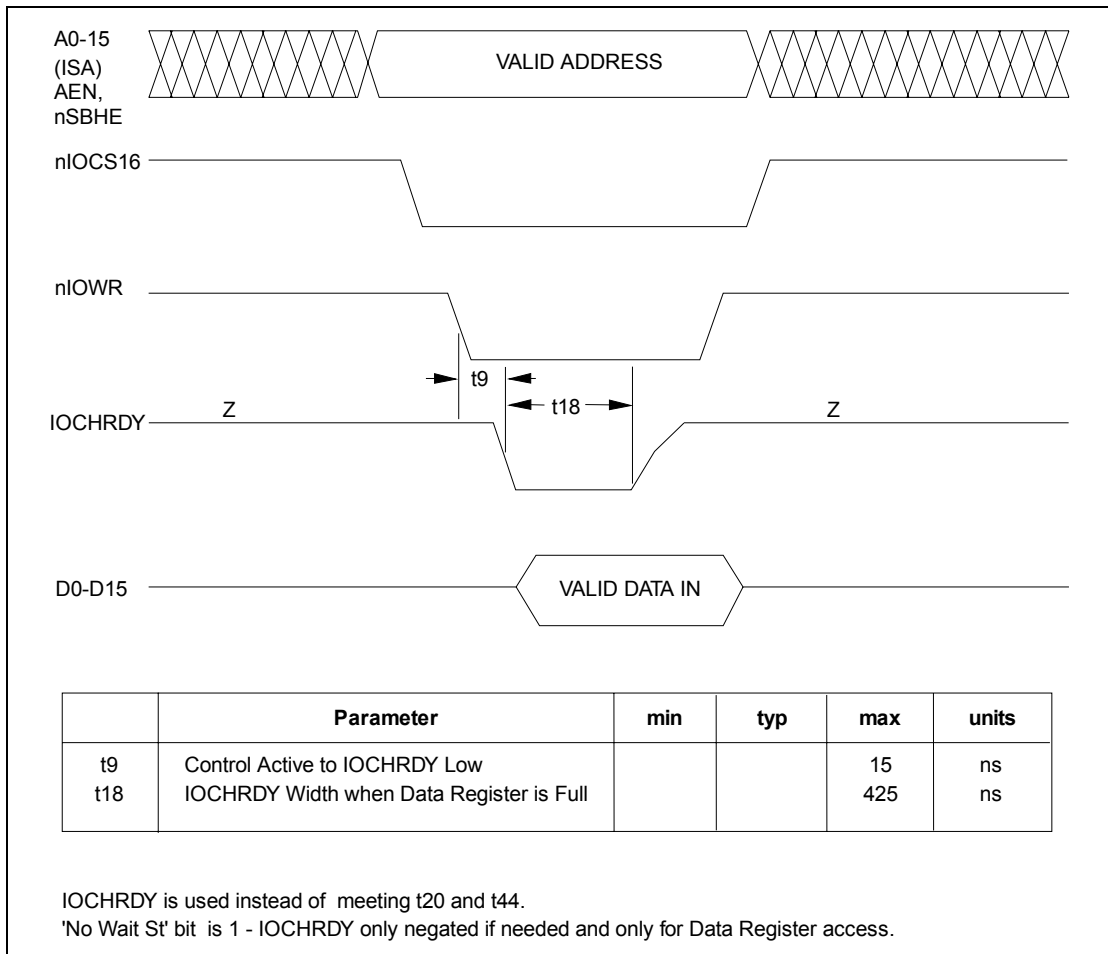 A0-15
(ISA)
AEN,
nSBHE
VALID ADDRESS
nIOCS16
nIOWR
t9
t18
IOCHRDY
Z
Z
D0-D15
VALID DATA IN
Parameter min typ max units
t9 Control Active to IOCHRDY Low 15 ns
t18 IOCHRDY Width when Data Register is Full 425 ns
IOCHRDY is used instead of meeting t20 and t44.
'No Wait St' bit is 1 - IOCHRDY only negated if needed and only for Data Register access.